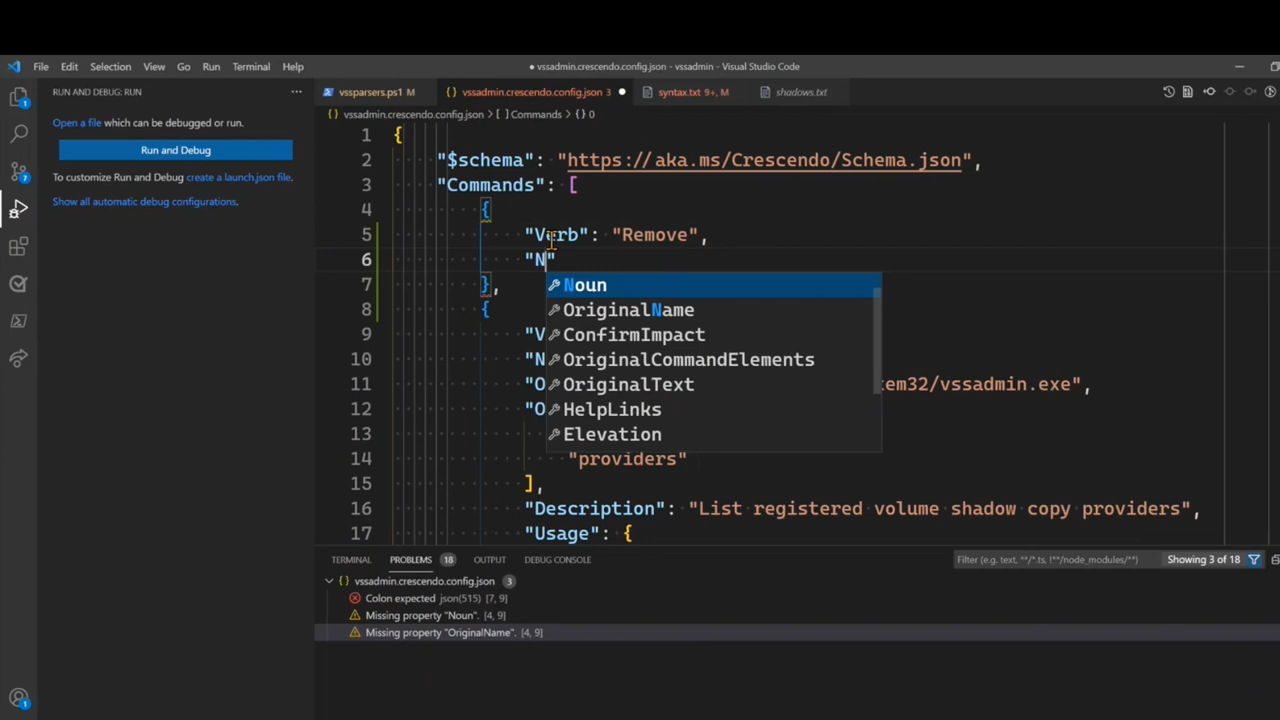 File Edit Selection View Go Run Terminal Help
● vssadmin.crescendo.config.json - vssadmin - Visual Studio Code
RUN AND DEBUG: RUN ···
Open a file which can be debugged or run.
Run and Debug
To customize Run and Debug create a launch.json file.
Show all automatic debug configurations.
vssparsers.ps1 M
{} vssadmin.crescendo.config.json 3 ●
syntax.txt 9+, M
shadows.txt
{} vssadmin.crescendo.config.json > [ ] Commands > {} 0
1 {
2 "$schema": "https://aka.ms/Crescendo/Schema.json",
3 "Commands": [
4 {
5 "Verb": "Remove",
6 "N"
7 },
8 {
9 "V
10 "N
11 "O tem32/vssadmin.exe",
12 "O
13
14 "providers"
15 ],
16 "Description": "List registered volume shadow copy providers",
17 "Usage": {
Noun
OriginalName
ConfirmImpact
OriginalCommandElements
OriginalText
HelpLinks
Elevation
TERMINAL PROBLEMS 18 OUTPUT DEBUG CONSOLE
Filter (e.g. text, **/*.ts, !**/node_modules/**)
Showing 3 of 18
{} vssadmin.crescendo.config.json 3
Colon expected json(515) [7, 9]
Missing property "Noun". [4, 9]
Missing property "OriginalName". [4, 9]
1
7
1